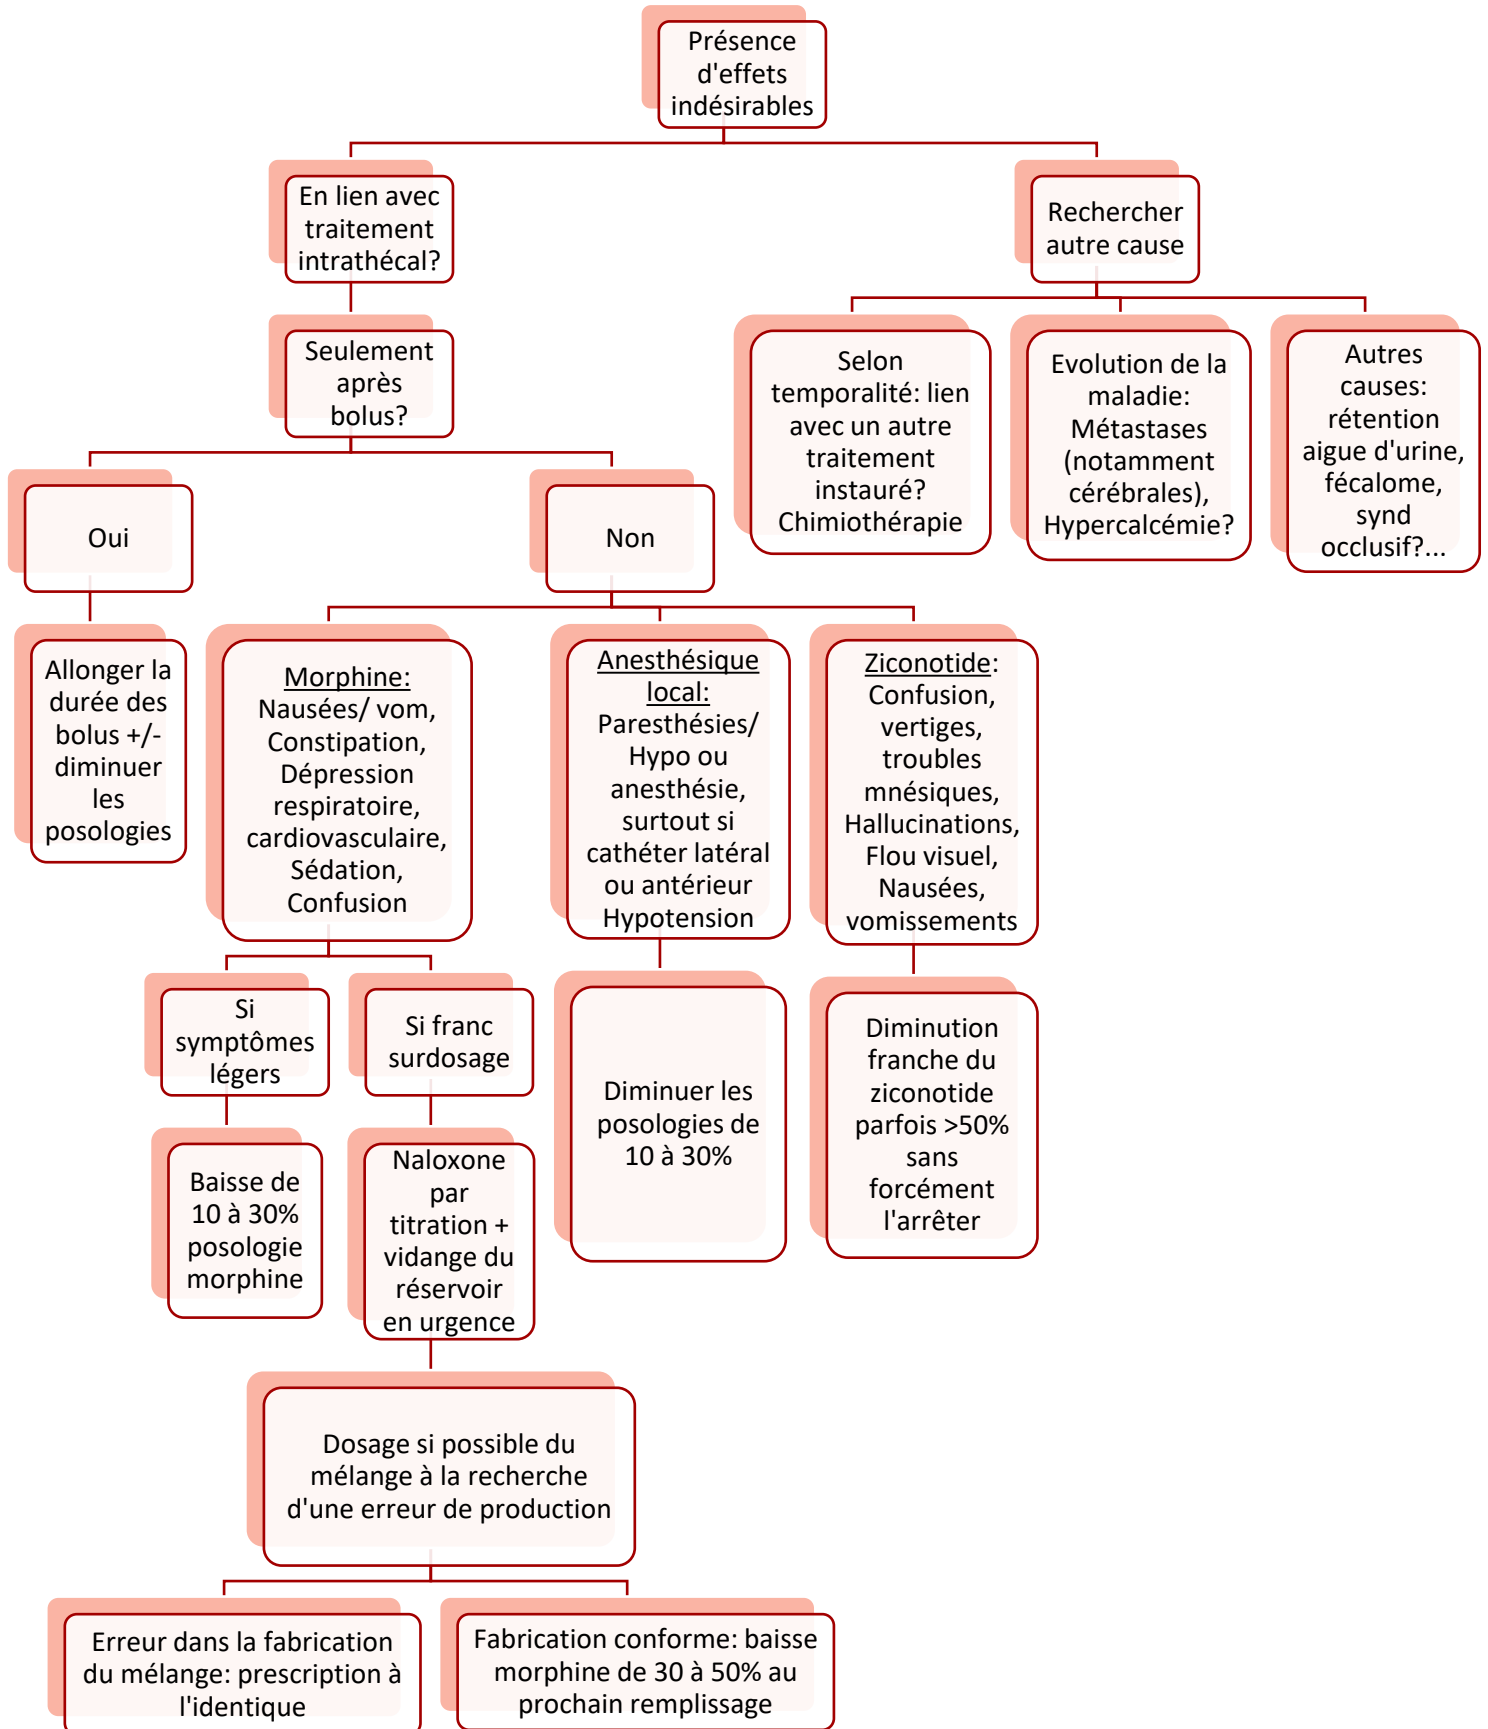 Présence
d'effets
indésirables
En lien avec
traitement
intrathécal?
Rechercher
autre cause
Seulement
après
bolus?
Selon
temporalité: lien
avec un autre
traitement
instauré?
Chimiothérapie
Evolution de la
maladie:
Métastases
(notamment
cérébrales),
Hypercalcémie?
Autres
causes:
rétention
aigue d'urine,
fécalome,
synd
occlusif?...
Oui
Non
Allonger la
durée des
bolus +/-
diminuer
les
posologies
Morphine:
Nausées/ vom,
Constipation,
Dépression
respiratoire,
cardiovasculaire,
Sédation,
Confusion
Anesthésique
local:
Paresthésies/
Hypo ou
anesthésie,
surtout si
cathéter latéral
ou antérieur
Hypotension
Ziconotide:
Confusion,
vertiges,
troubles
mnésiques,
Hallucinations,
Flou visuel,
Nausées,
vomissements
Si
symptômes
légers
Si franc
surdosage
Diminuer les
posologies de
10 à 30%
Diminution
franche du
ziconotide
parfois >50%
sans
forcément
l'arrêter
Baisse de
10 à 30%
posologie
morphine
Naloxone
par
titration +
vidange du
réservoir
en urgence
Dosage si possible du
mélange à la recherche
d'une erreur de production
Erreur dans la fabrication
du mélange: prescription à
l'identique
Fabrication conforme: baisse
morphine de 30 à 50% au
prochain remplissage